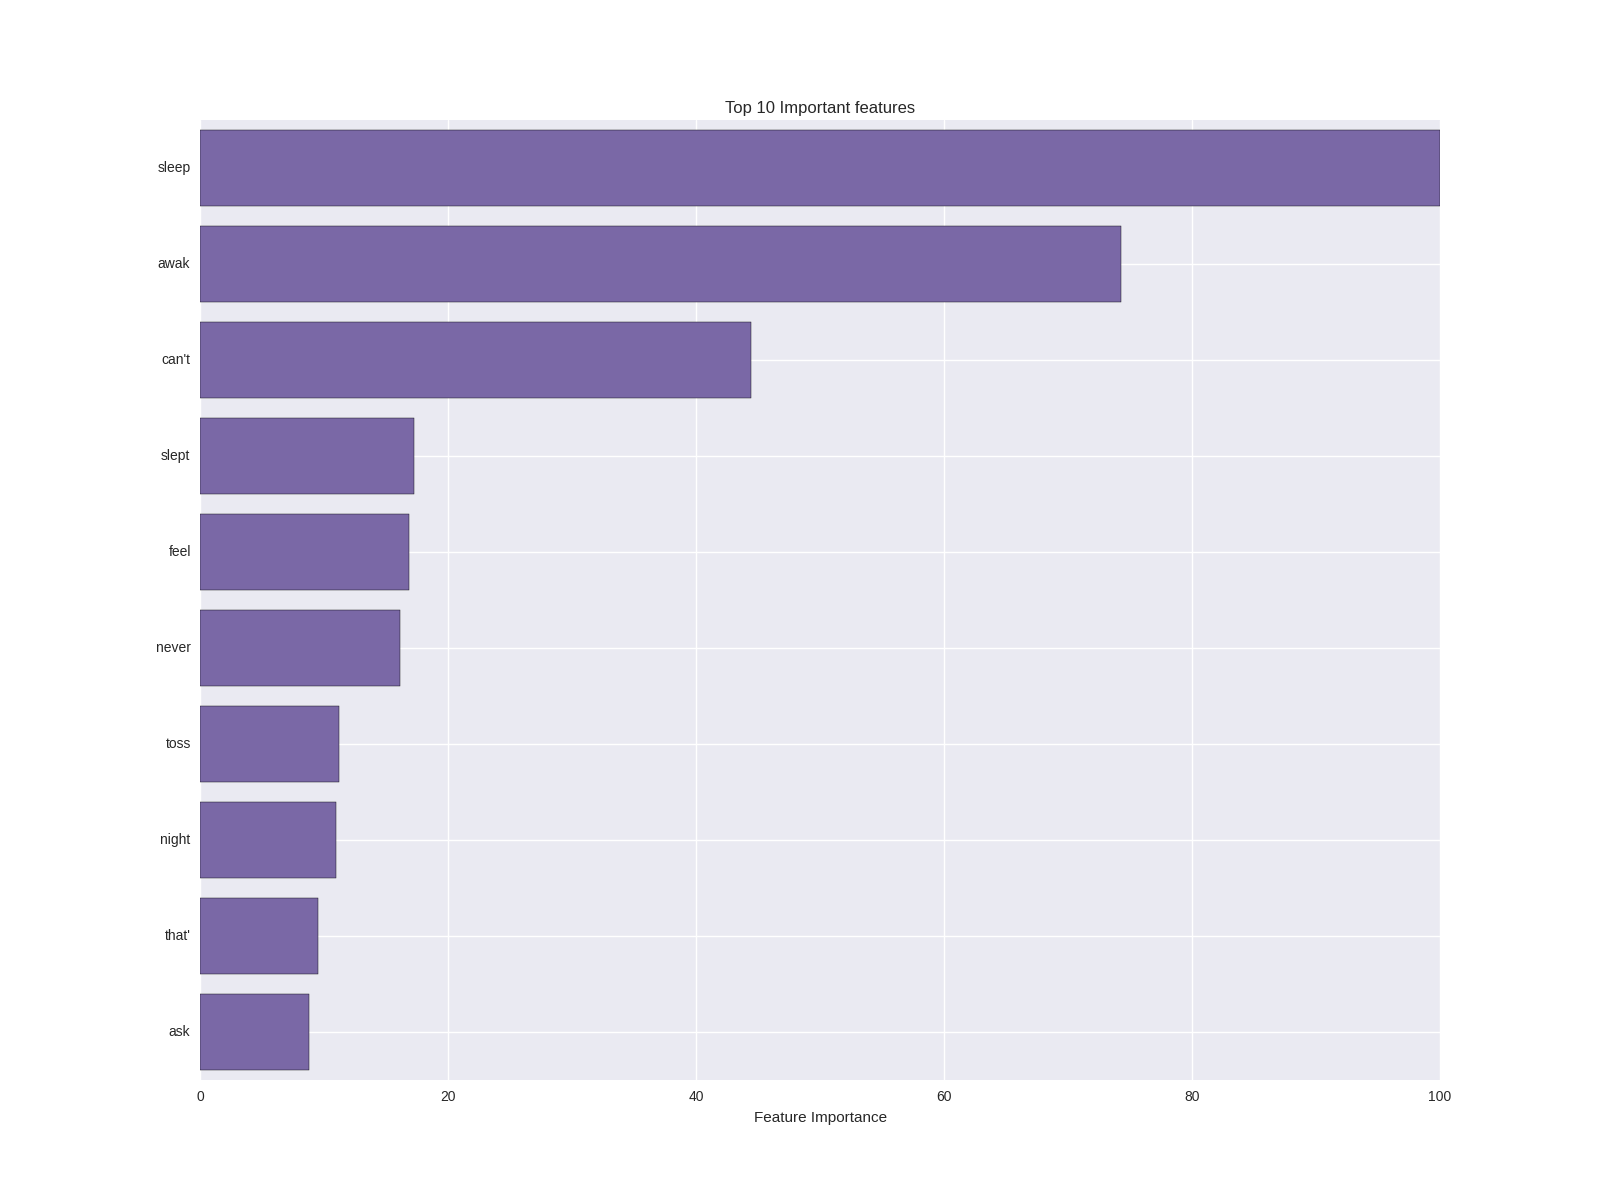 Top 10 Important features
sleep
awak
can't
slept
feel
never
toss
night
that'
ask
0 20 40 60 80 100
Feature Importance